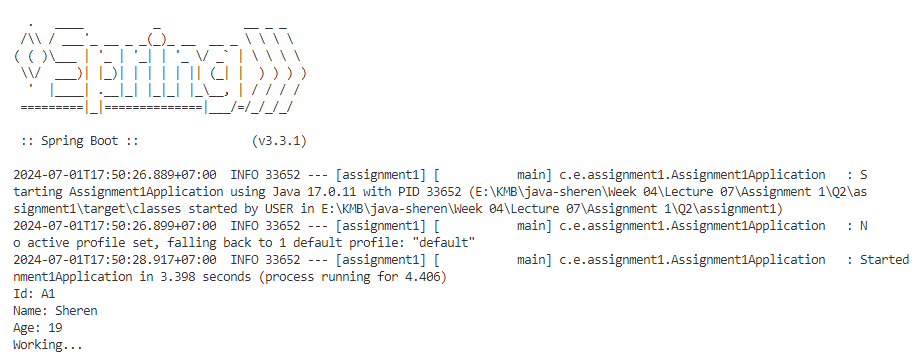 .   ____          _            __ _ _
 /\\ / ___'_ __ _ _(_)_ __  __ _ \ \ \ \
( ( )\___ | '_ | '_| | '_ \/ _` | \ \ \ \
 \\/  ___)| |_)| | | | | || (_| |  ) ) ) )
  '  |____| .__|_| |_|_| |_\__, | / / / /
 =========|_|==============|___/=/_/_/_/

 :: Spring Boot ::                (v3.3.1)

2024-07-01T17:50:26.889+07:00  INFO 33652 --- [assignment1] [           main] c.e.assignment1.Assignment1Application   : S
tarting Assignment1Application using Java 17.0.11 with PID 33652 (E:\KMB\java-sheren\Week 04\Lecture 07\Assignment 1\Q2\as
signment1\target\classes started by USER in E:\KMB\java-sheren\Week 04\Lecture 07\Assignment 1\Q2\assignment1)
2024-07-01T17:50:26.899+07:00  INFO 33652 --- [assignment1] [           main] c.e.assignment1.Assignment1Application   : N
o active profile set, falling back to 1 default profile: "default"
2024-07-01T17:50:28.917+07:00  INFO 33652 --- [assignment1] [           main] c.e.assignment1.Assignment1Application   : Started
nment1Application in 3.398 seconds (process running for 4.406)
Id: A1
Name: Sheren
Age: 19
Working...